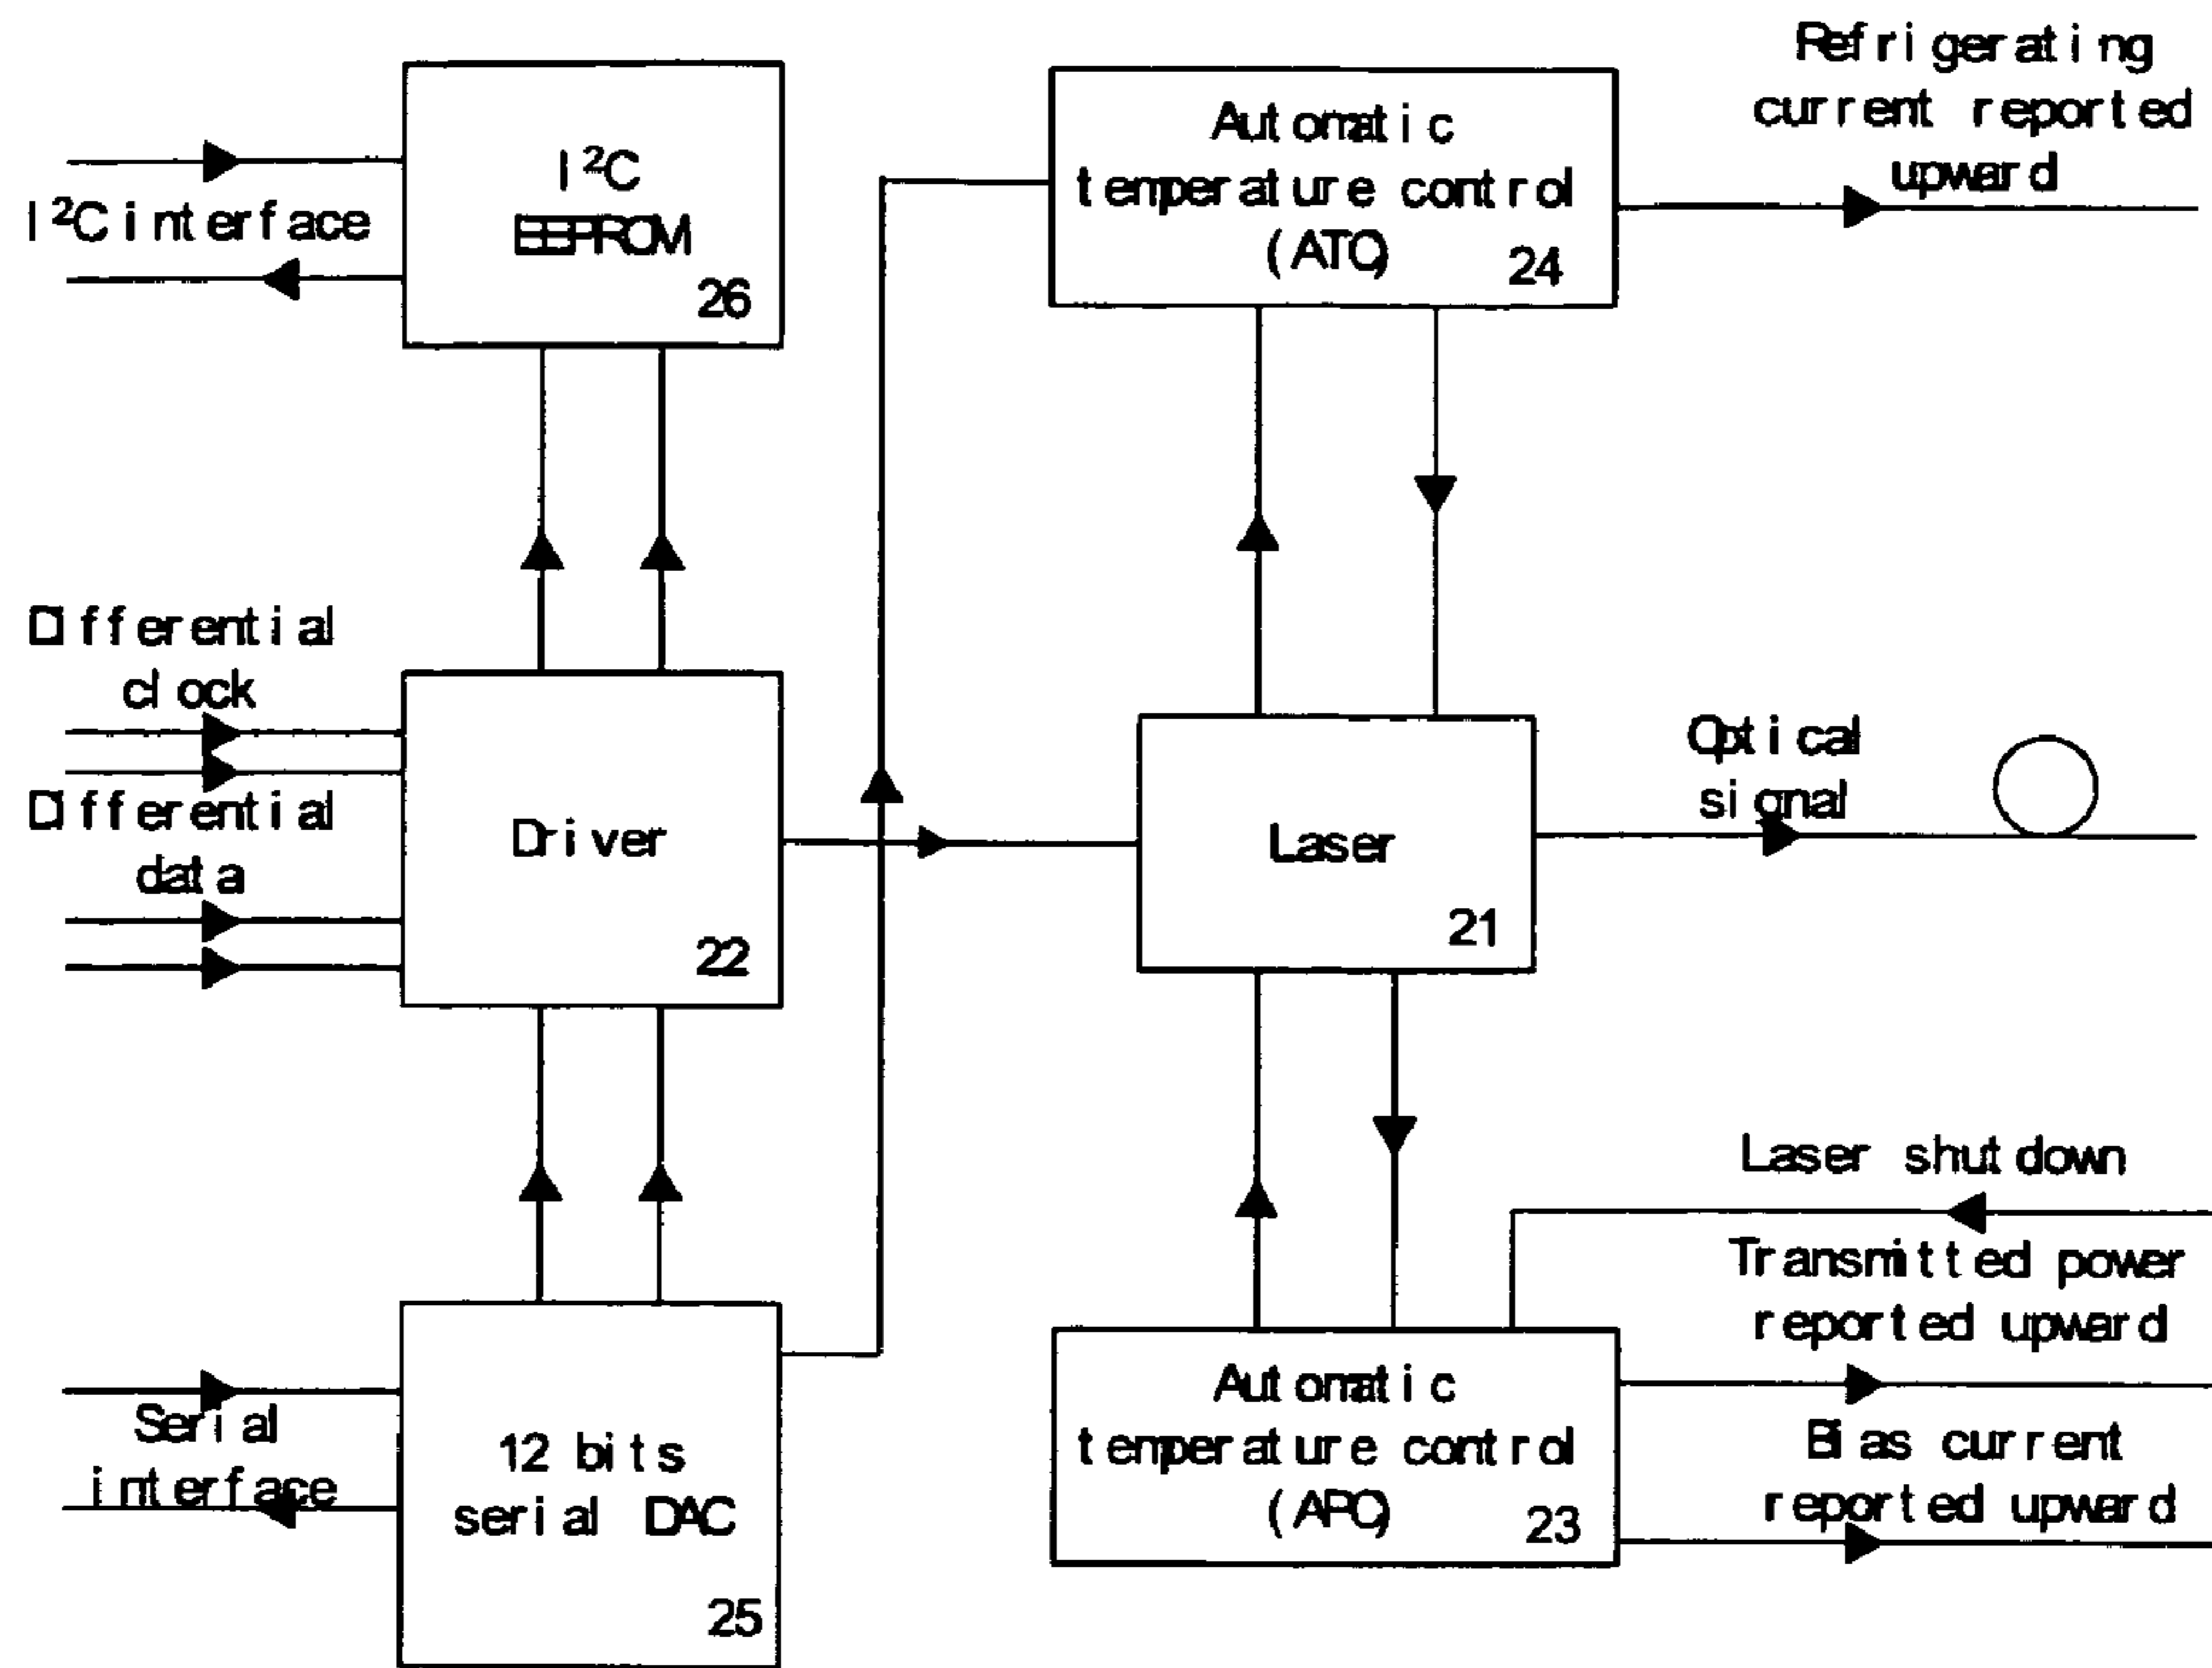 I²C
EEPROM
26
I²C interface
Automatic
temperature control
(ATC)
24
Refrigerating
current reported
upward
Differential
clock
Differential
data
Driver
22
Laser
21
Optical
signal
Serial
interface
12 bits
serial DAC
25
Automatic
temperature control
(APC)
23
Laser shutdown
Transmitted power
reported upward
Bias current
reported upward